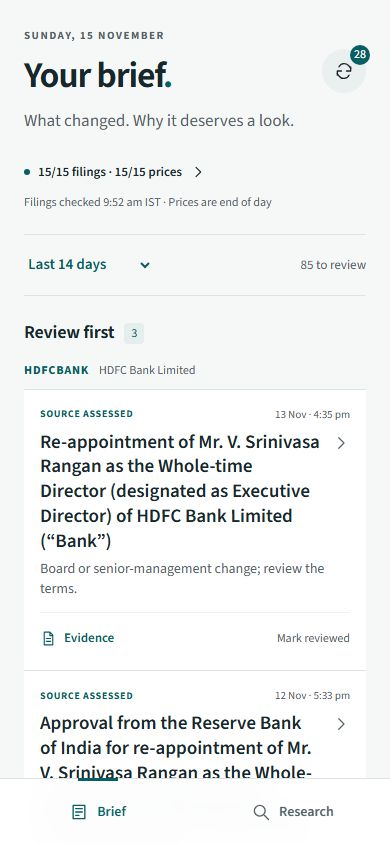 SUNDAY, 15 NOVEMBER
Your brief.
28
What changed. Why it deserves a look.
15/15 filings · 15/15 prices
Filings checked 9:52 am IST · Prices are end of day
Last 14 days
85 to review
Review first 3
HDFCBANK HDFC Bank Limited
SOURCE ASSESSED
13 Nov · 4:35 pm
Re-appointment of Mr. V. Srinivasa
Rangan as the Whole-time
Director (designated as Executive
Director) of HDFC Bank Limited
(“Bank”)
Board or senior-management change; review the
terms.
Evidence
Mark reviewed
SOURCE ASSESSED
12 Nov · 5:33 pm
Approval from the Reserve Bank
of India for re-appointment of Mr.
V. Srinivasa Rangan as the Whole-
Brief
Research